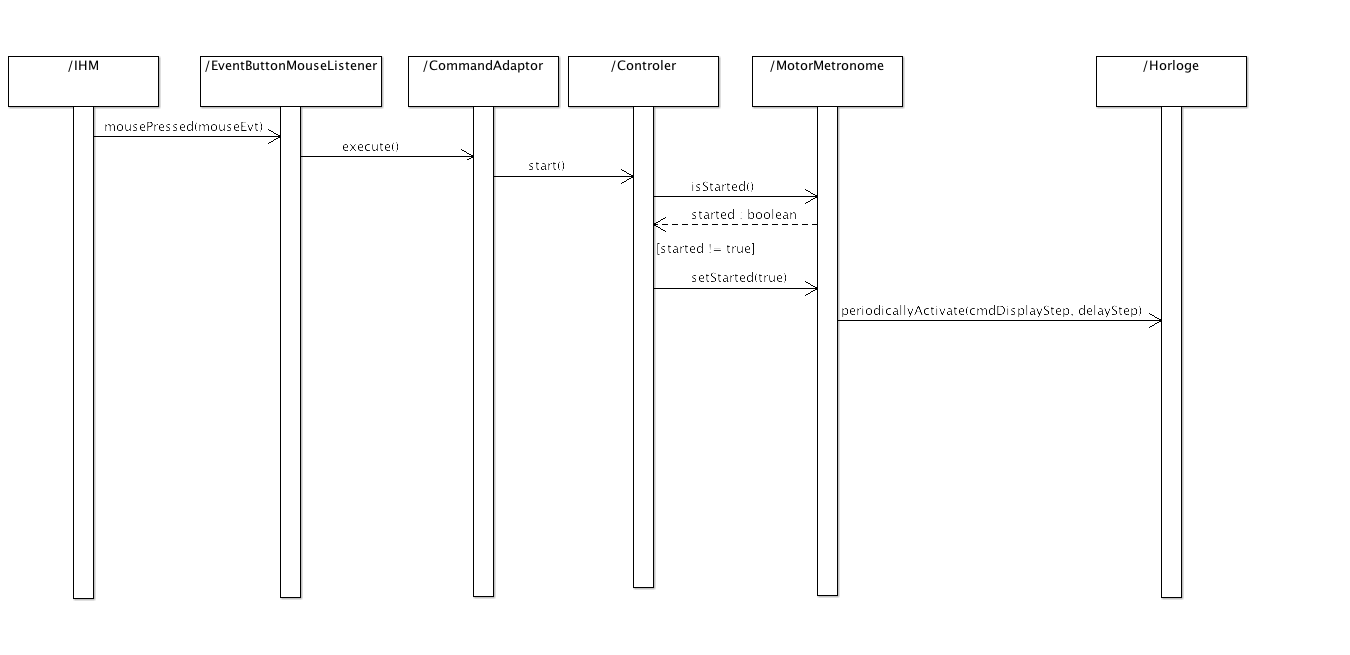 /IHM
/EventButtonMouseListener
/CommandAdaptor
/Controler
/MotorMetronome
/Horloge
mousePressed(mouseEvt)
execute()
start()
isStarted()
started : boolean
[started != true]
setStarted(true)
periodicallyActivate(cmdDisplayStep, delayStep)